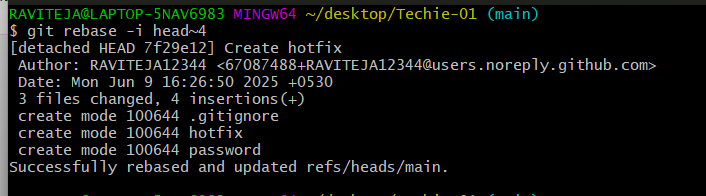 RAVITEJA@LAPTOP-5NAV6983 MINGW64 ~/desktop/Techie-01 (main)
$ git rebase -i head~4
[detached HEAD 7f29e12] Create hotfix
 Author: RAVITEJA12344 <67087488+RAVITEJA12344@users.noreply.github.com>
 Date: Mon Jun 9 16:26:50 2025 +0530
 3 files changed, 4 insertions(+)
 create mode 100644 .gitignore
 create mode 100644 hotfix
 create mode 100644 password
Successfully rebased and updated refs/heads/main.